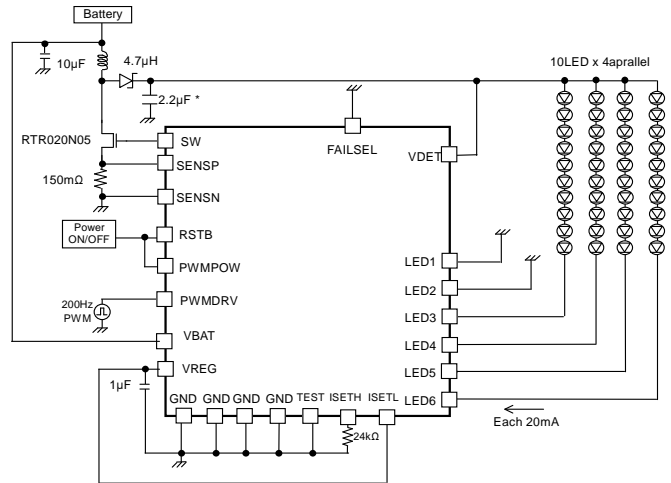 Battery
10μF
4.7μH
10LED x 4aprallel
2.2μF *
RTR020N05
SW
FAILSEL
VDET
SENSP
150mΩ
SENSN
Power
ON/OFF
RSTB
PWMPOW
LED1
LED2
200Hz
PWM
PWMDRV
LED3
VBAT
LED4
VREG
LED5
1μF
GND
GND
GND
GND
TEST
ISETH
ISETL
LED6
24kΩ
Each 20mA